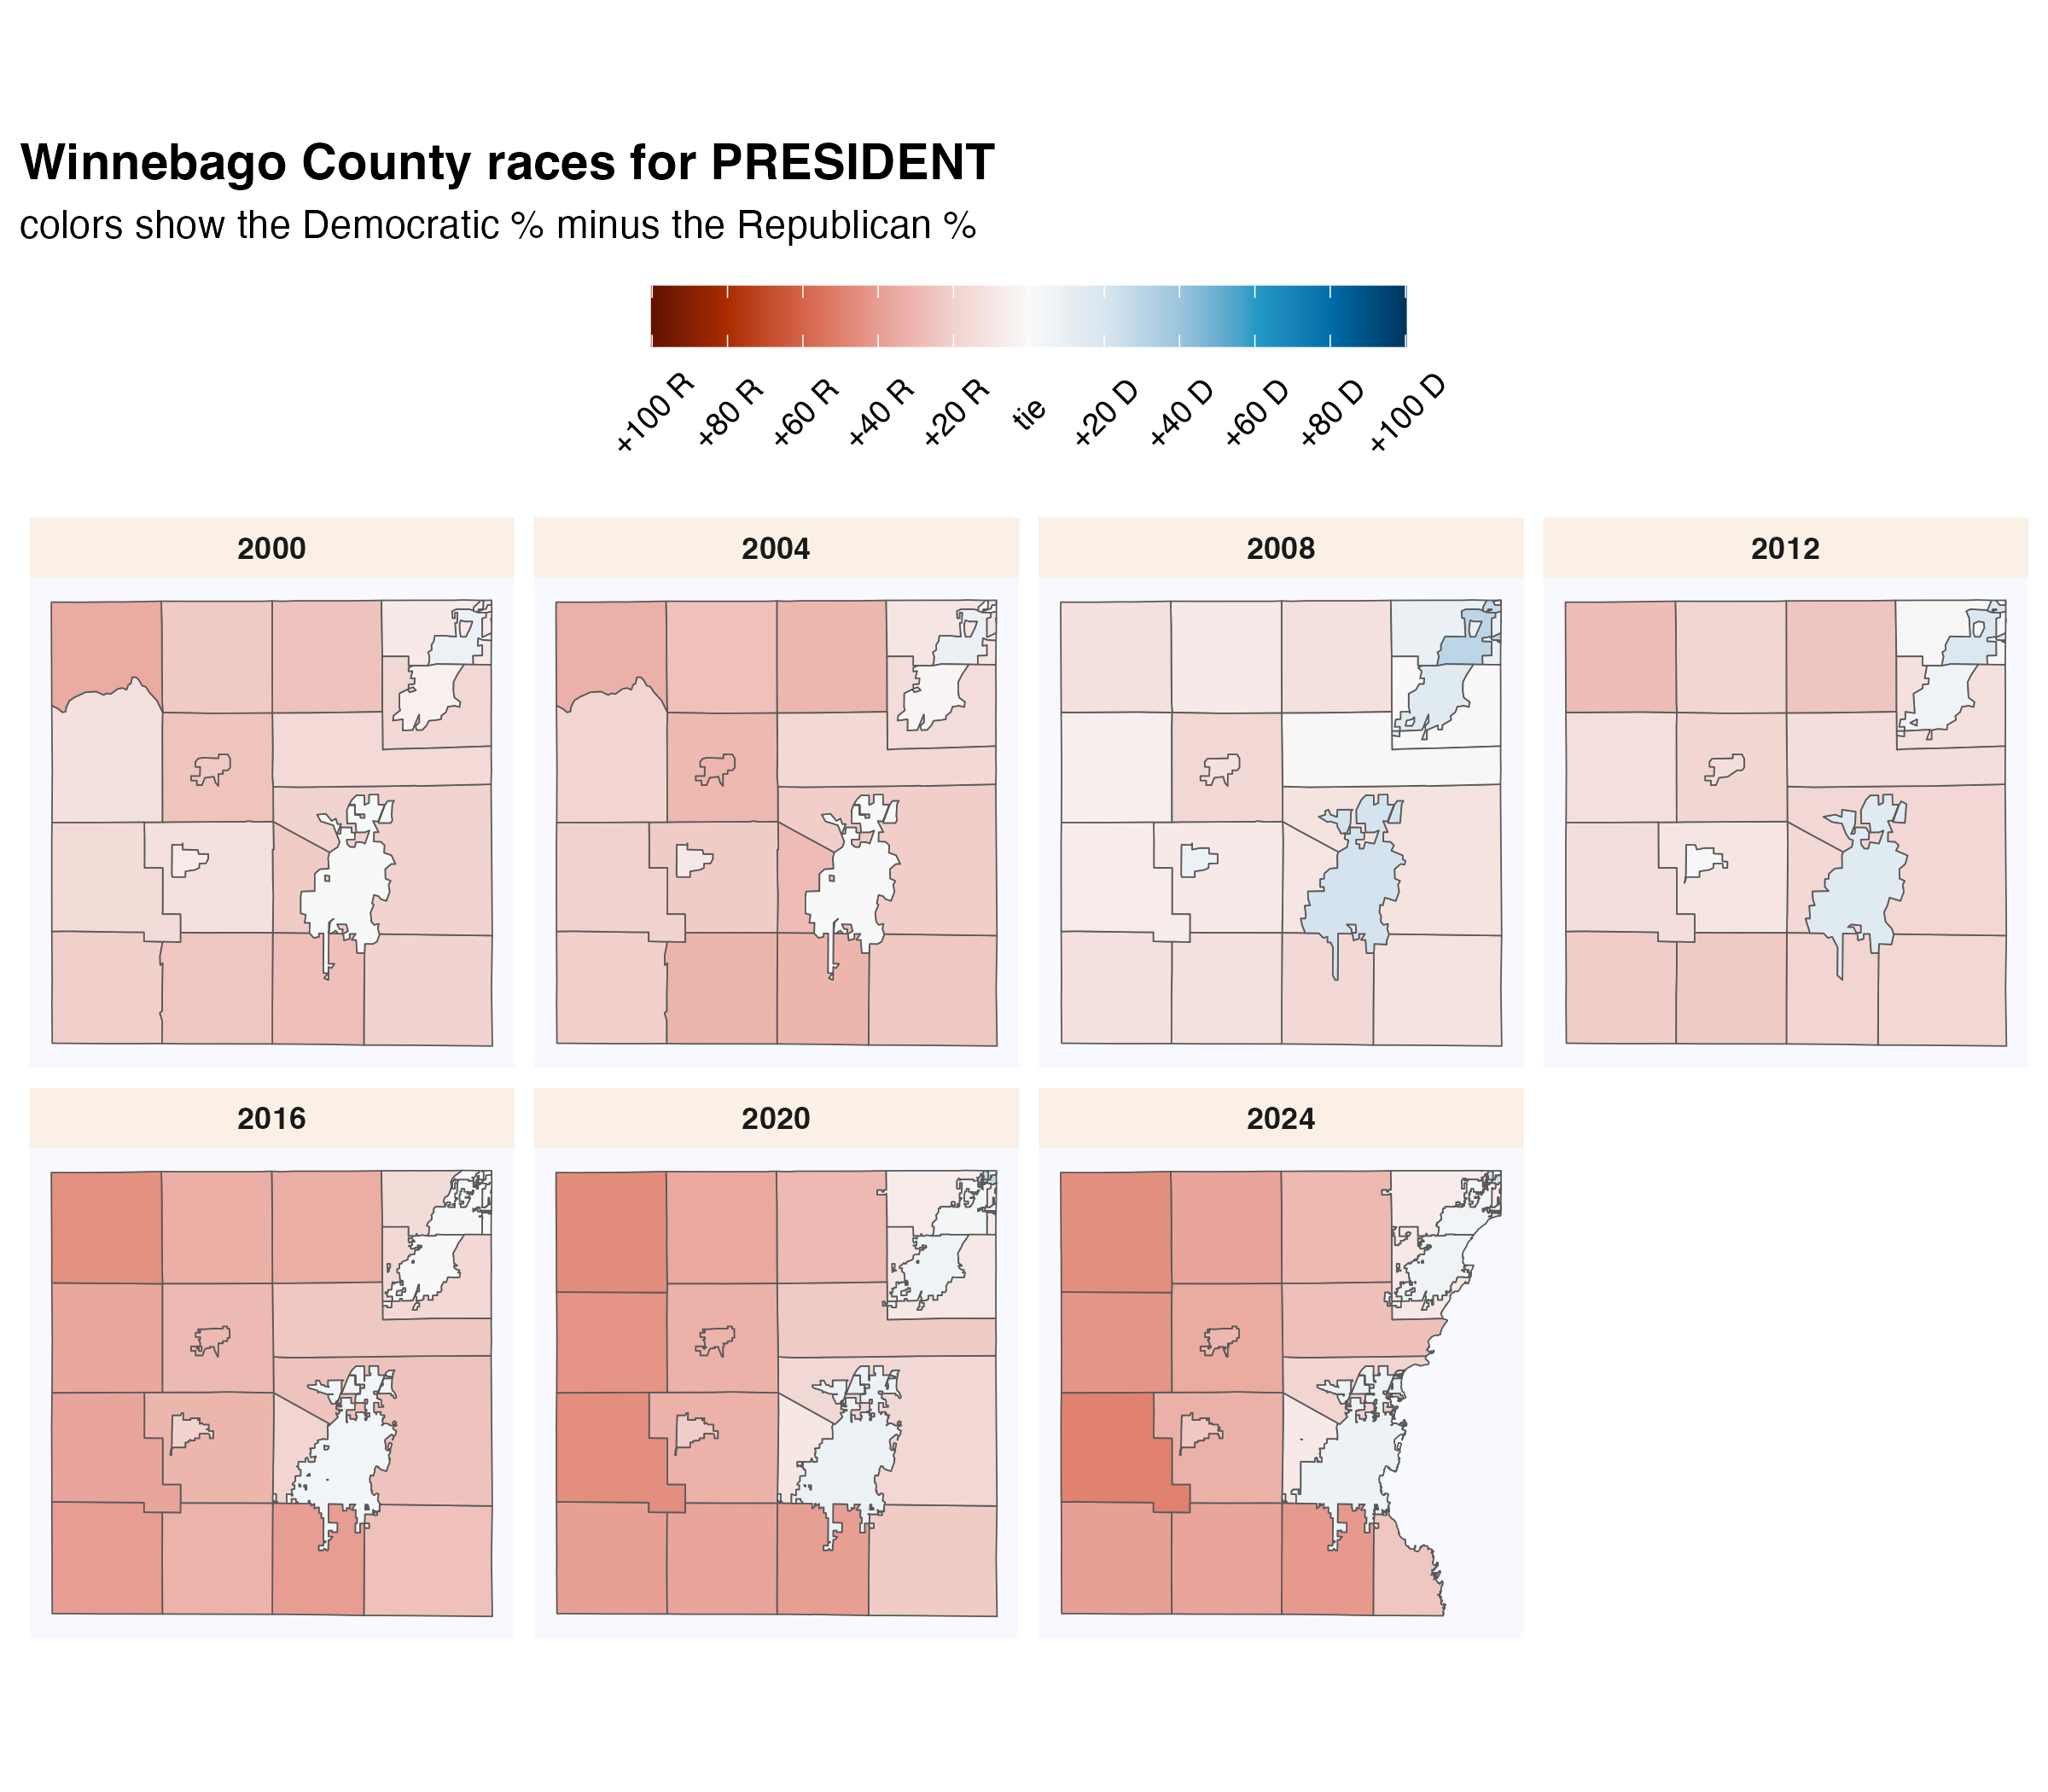 Winnebago County races for PRESIDENT
colors show the Democratic % minus the Republican %
+100 R +80 R +60 R +40 R +20 R tie +20 D +40 D +60 D +80 D +100 D
2000 2004 2008 2012
2016 2020 2024